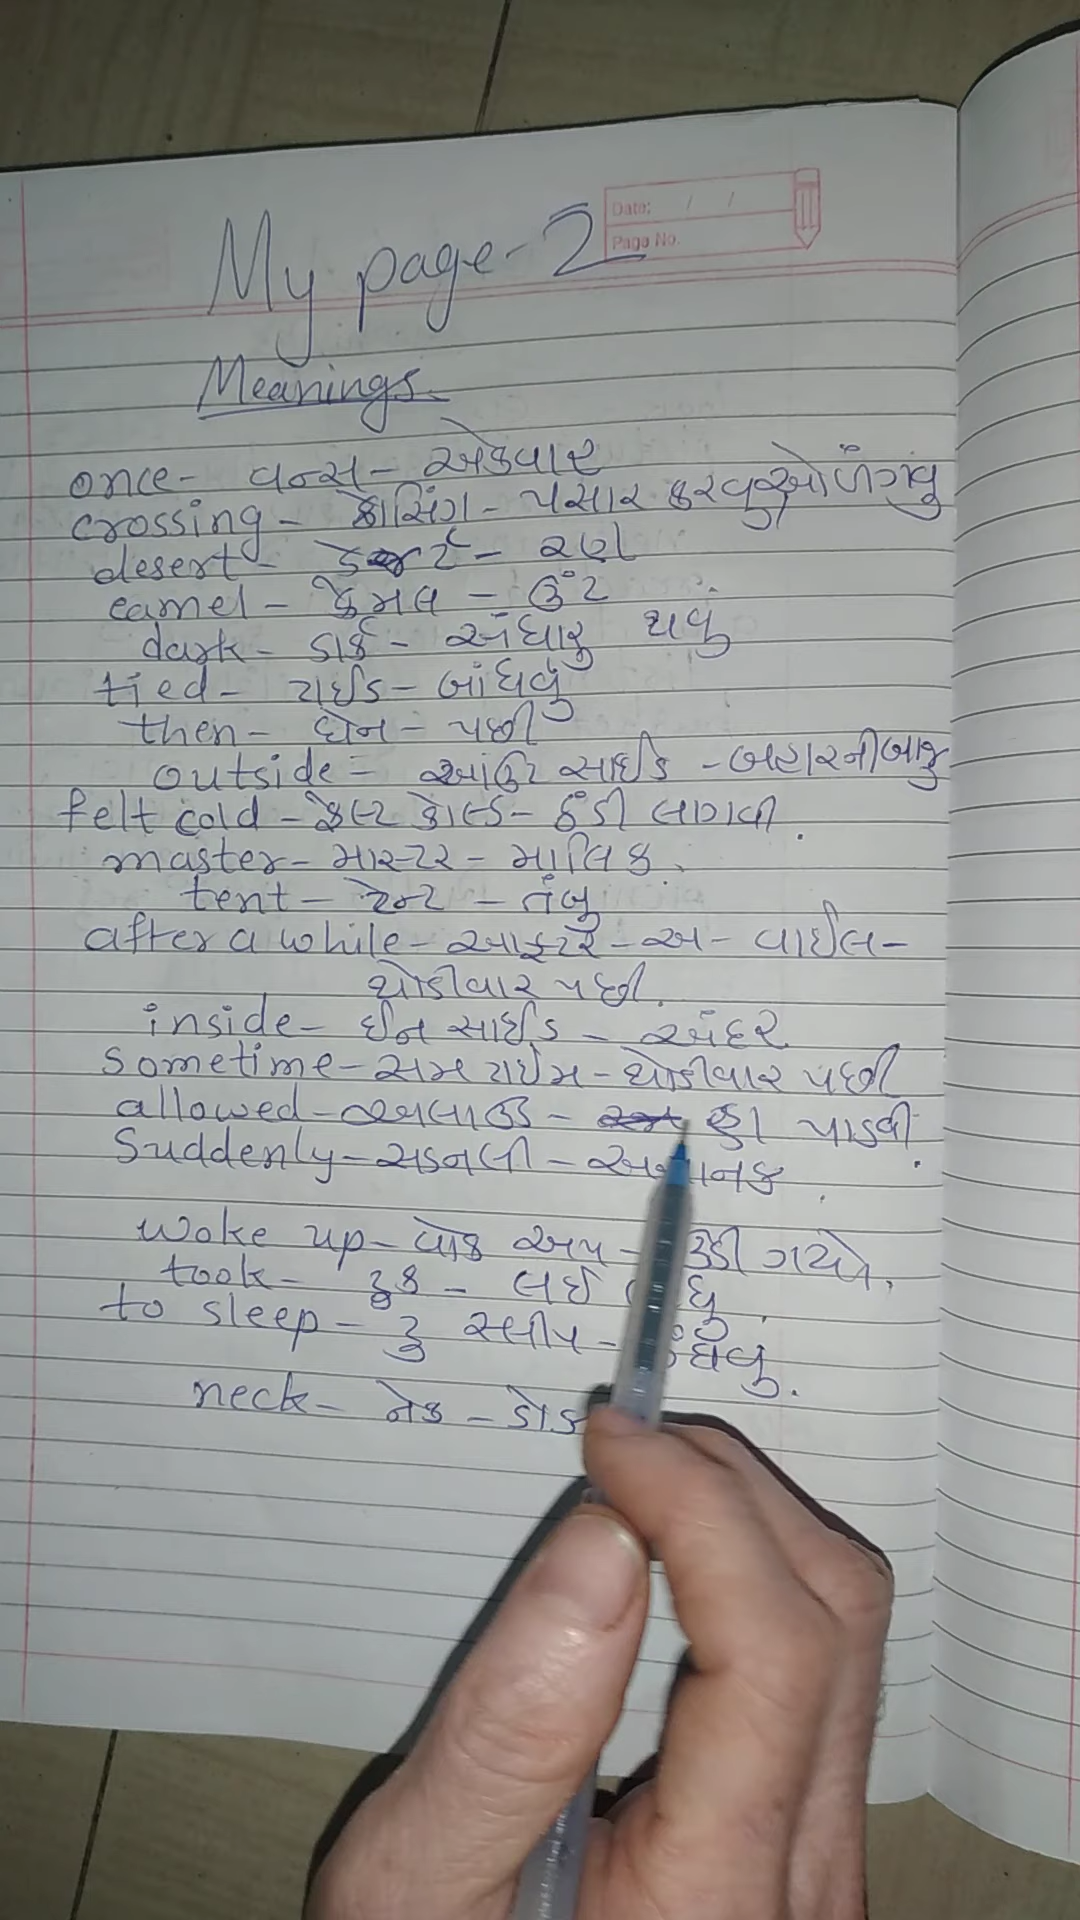 Date: / /
Page No.
My page-2
Meanings
once - વન્સ - એકવાર
crossing - ક્રોસિંગ - પસાર કરવુ ઓળંગવુ
desert - ડેઝર્ટ - રણ
camel - કેમલ - ઉંટ
dark - ડાર્ક - અંધારુ થવું
tied - ટાઈડ - બાંધવું
then - ધેન - પછી
outside - આઉટ સાઈડ - બહારની બાજુ
felt cold - ફેલ્ટ કોલ્ડ - ઠંડી લાગવી.
master - માસ્ટર - માલિક.
tent - ટેન્ટ - તંબુ
after a while - આફ્ટર - અ - વાઈલ -
થોડીવાર પછી.
inside - ઈન સાઈડ - અંદર
sometime - સમ ટાઈમ - થોડીવાર પછી
allowed - અલાઉડ - હા પાડવી.
Suddenly - સડનલી - અચાનક.
woke up - વોક અપ - ઉઠી ગયો.
took - ટુક - લઈ
to sleep - ટુ સ્લીપ - ઉંઘવું.
neck - નેક - ડોક